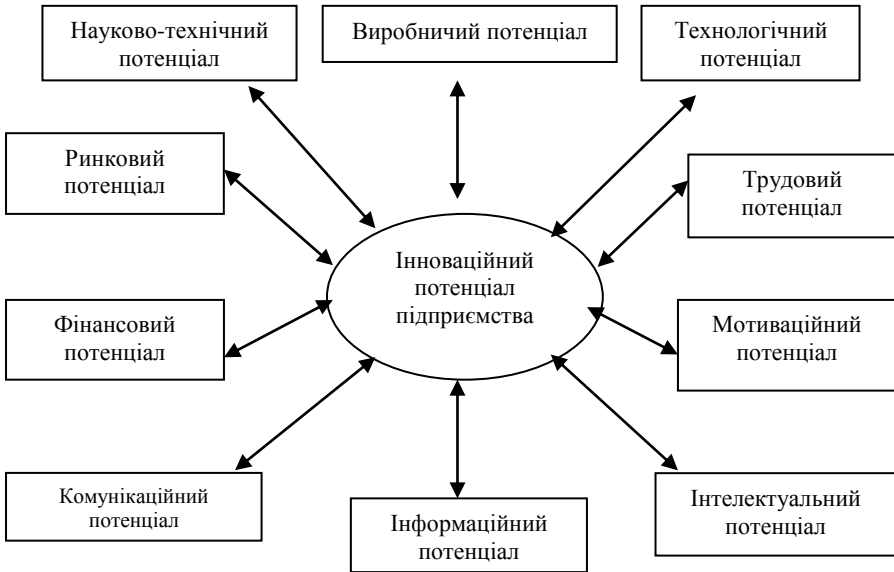 Науково-технічний
потенціал
Виробничий потенціал
Технологічний
потенціал
Ринковий
потенціал
Трудовий
потенціал
Інноваційний
потенціал
підприємства
Фінансовий
потенціал
Мотиваційний
потенціал
Комунікаційний
потенціал
Інформаційний
потенціал
Інтелектуальний
потенціал